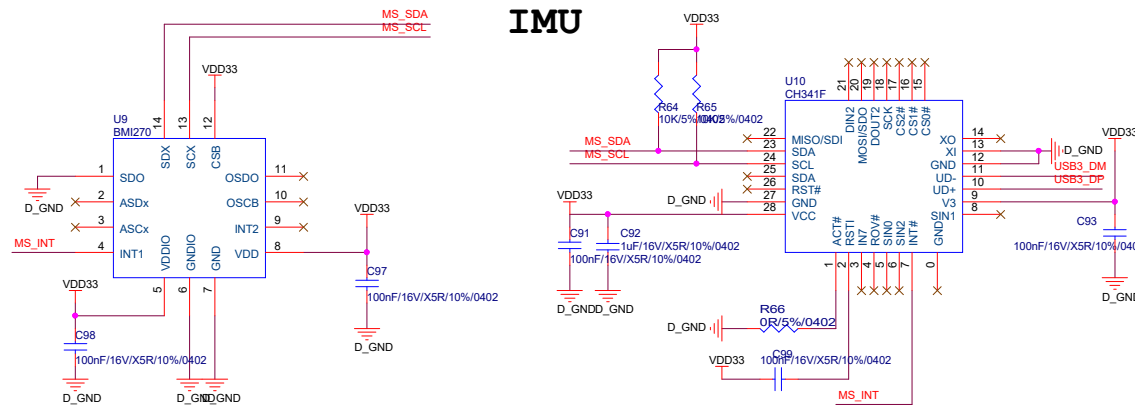 IMU
MS_SDA
MS_SCL
VDD33
U9
BMI270
14
13
12
SDX
SCX
CSB
1
SDO
2
ASDx
3
ASCx
4
INT1
MS_INT
D_GND
OSDO
11
OSCB
10
INT2
9
VDD
8
VDDIO
GNDIO
GND
5
6
7
VDD33
C97
100nF/16V/X5R/10%/0402
D_GND
VDD33
C98
100nF/16V/X5R/10%/0402
D_GND
D_GND
D_GND
VDD33
R64
10K/5%/0402
R65
10K/5%/0402
MS_SDA
MS_SCL
U10
CH341F
21
20
19
18
17
16
15
DIN2
MOSI/SDO
DOUT2
SCK
CS2#
CS1#
CS0#
22
MISO/SDI
23
SDA
24
SCL
25
SDA
26
RST#
27
GND
28
VCC
XO
14
XI
13
GND
12
UD-
11
UD+
10
V3
9
SIN1
8
D_GND
USB3_DM
USB3_DP
VDD33
C93
100nF/16V/X5R/10%/040
D_GND
ACT#
RSTI
IN7
ROV#
SIN0
SIN2
INT#
GND
1
2
3
4
5
6
7
0
VDD33
D_GND
C91
100nF/16V/X5R/10%/0402
C92
1uF/16V/X5R/10%/0402
D_GND
D_GND
D_GND
R66
0R/5%/0402
VDD33
C99
100nF/16V/X5R/10%/0402
MS_INT